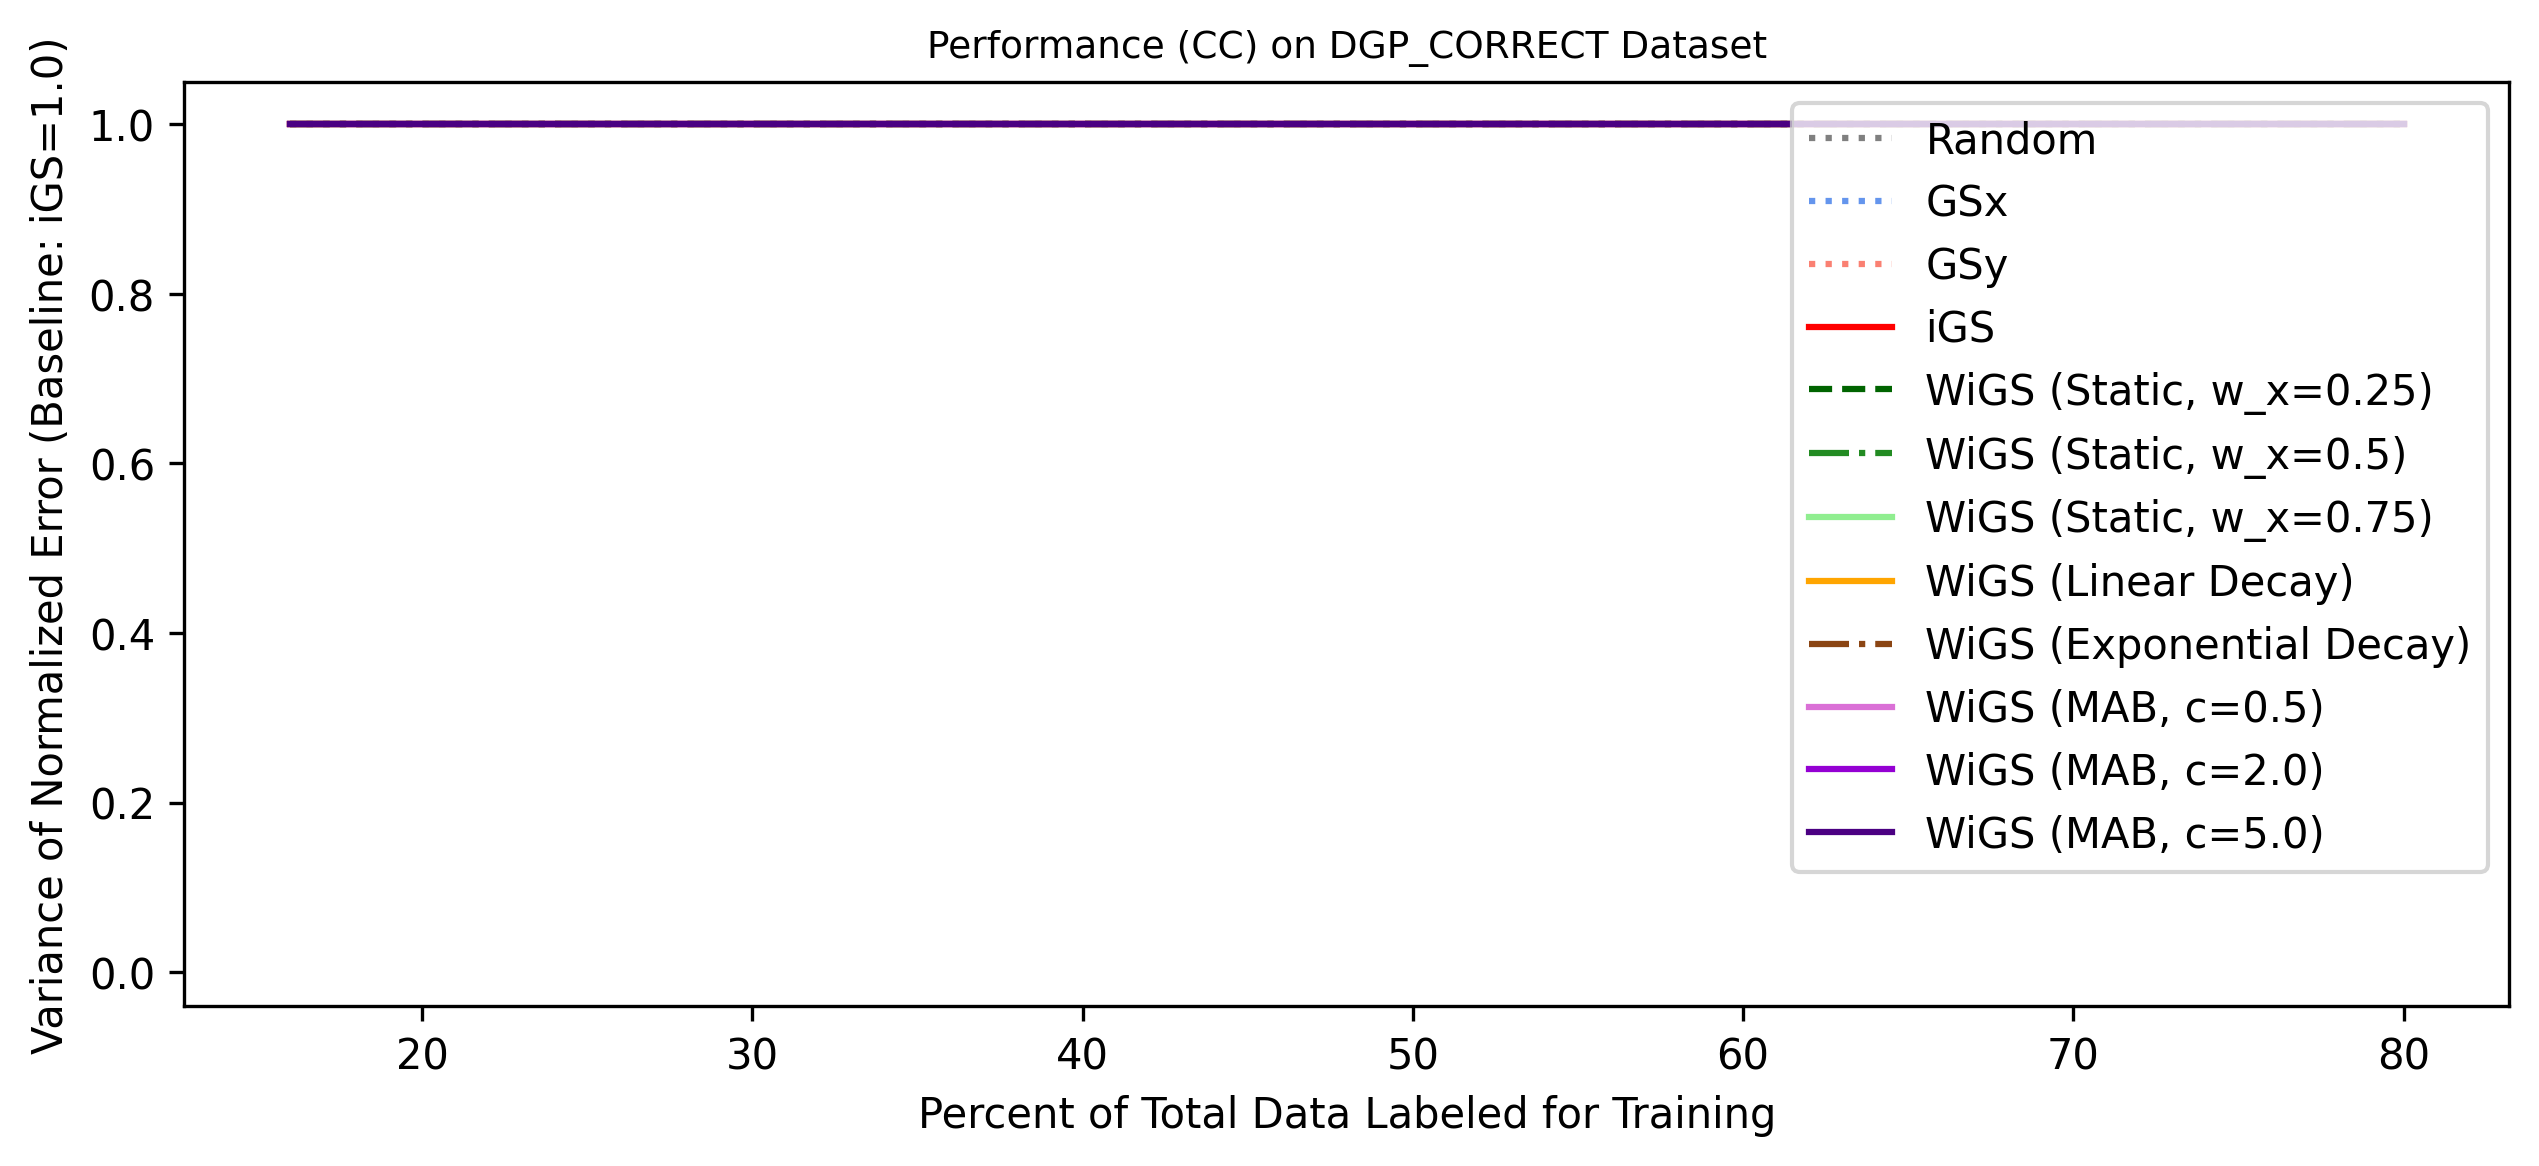 Performance (CC) on DGP_CORRECT Dataset
Variance of Normalized Error (Baseline: iGS=1.0)
1.0
0.8
0.6
0.4
0.2
0.0
Random
GSx
GSy
iGS
WiGS (Static, w_x=0.25)
WiGS (Static, w_x=0.5)
WiGS (Static, w_x=0.75)
WiGS (Linear Decay)
WiGS (Exponential Decay)
WiGS (MAB, c=0.5)
WiGS (MAB, c=2.0)
WiGS (MAB, c=5.0)
20 30 40 50 60 70 80
Percent of Total Data Labeled for Training